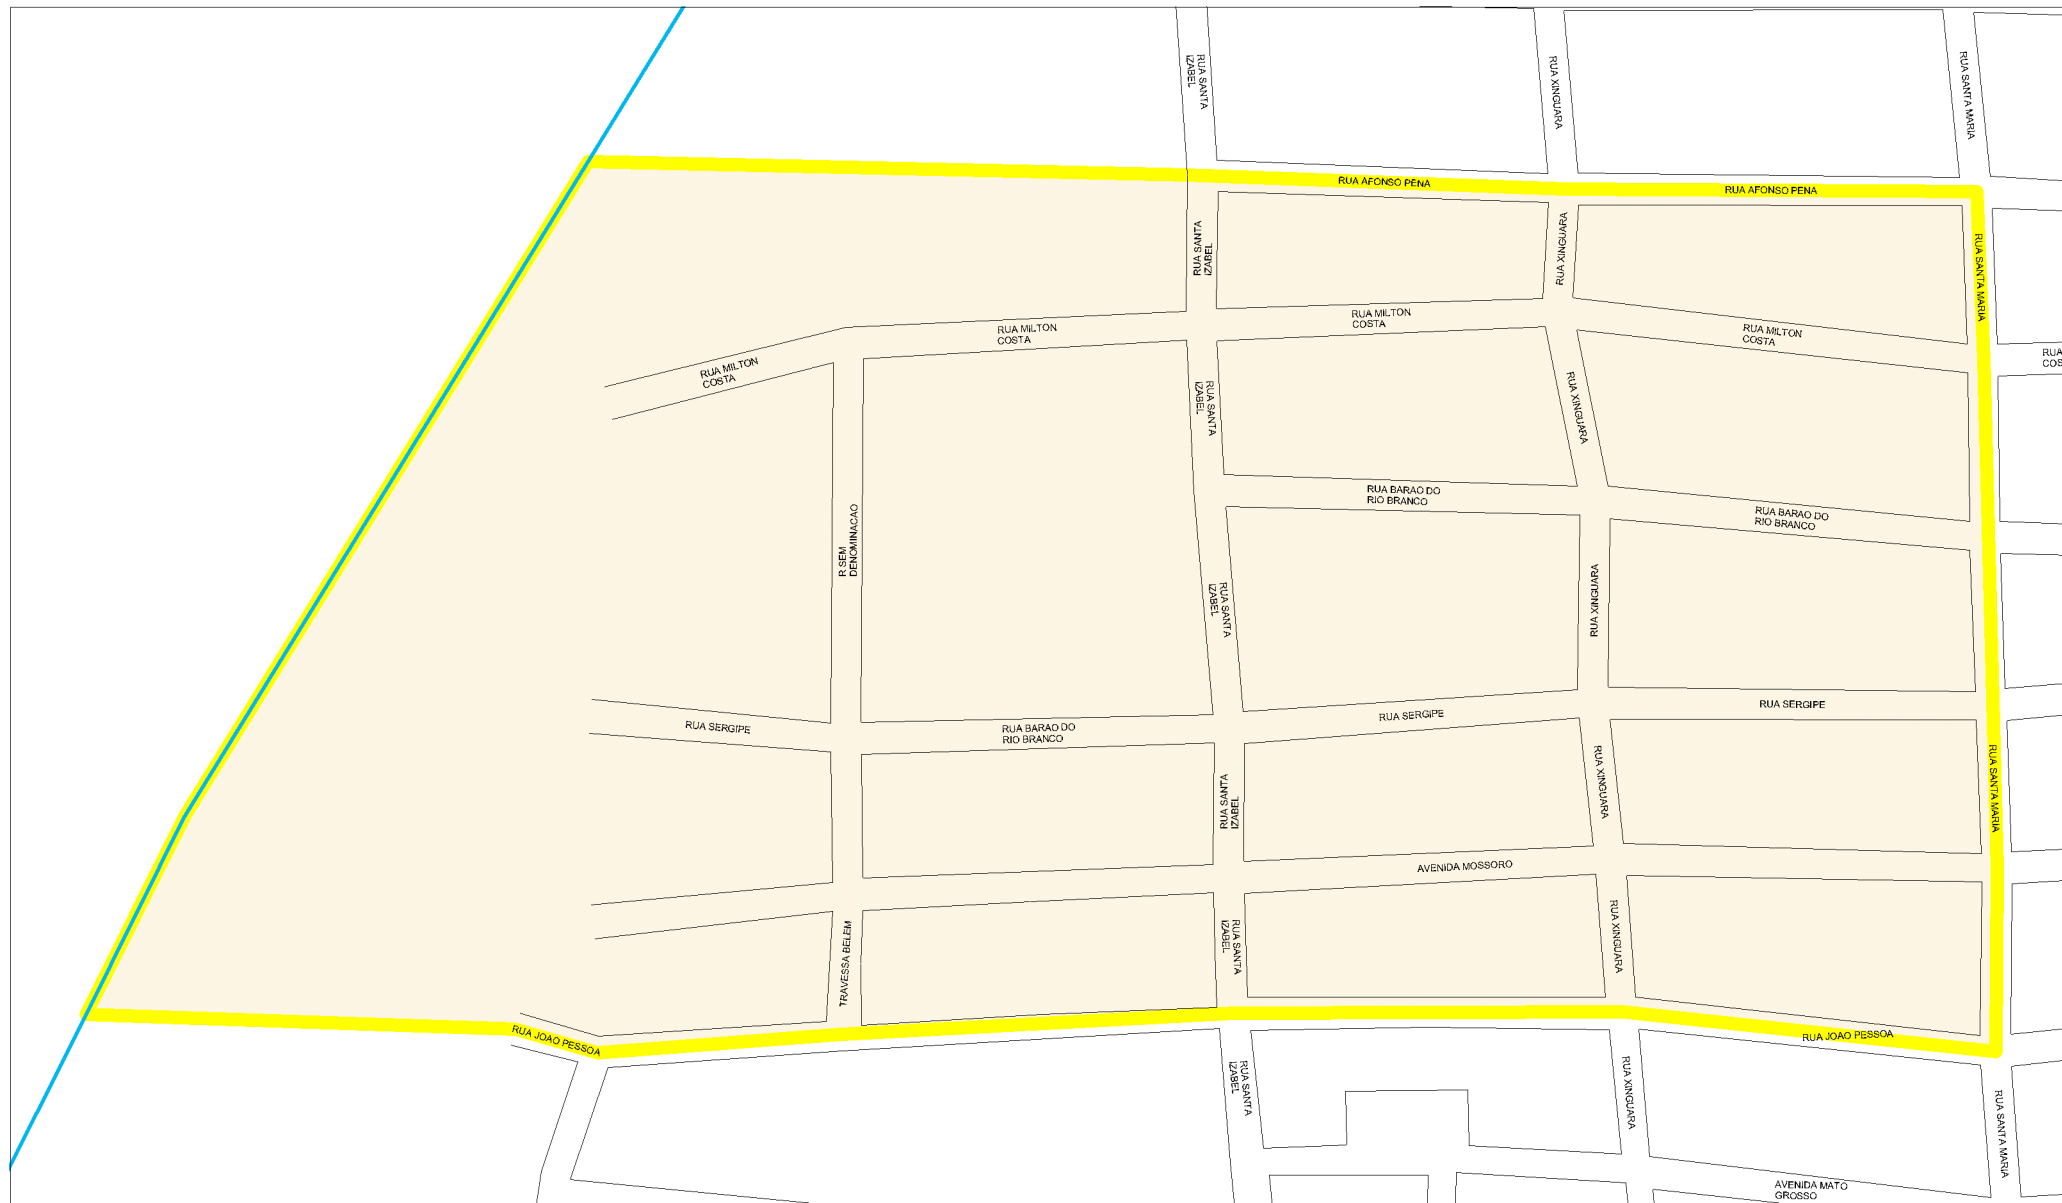 RUA SANTA
IZABEL
RUA XINGUARA
RUA SANTA MARIA
RUA AFONSO PENA
RUA AFONSO PENA
RUA SANTA
IZABEL
RUA XINGUARA
RUA SANTA MARIA
RUA MILTON
COSTA
RUA MILTON
COSTA
RUA MILTON
COSTA
RUA MILTON
COSTA
RUA
COS
RUA SANTA
IZABEL
RUA XINGUARA
RUA BARAO DO
RIO BRANCO
RUA BARAO DO
RIO BRANCO
R SEM
DENOMINACAO
RUA SANTA
IZABEL
RUA XINGUARA
RUA SERGIPE
RUA BARAO DO
RIO BRANCO
RUA SERGIPE
RUA SERGIPE
RUA SANTA
IZABEL
RUA XINGUARA
RUA SANTA MARIA
AVENIDA MOSSORO
TRAVESSA BELEM
RUA SANTA
IZABEL
RUA XINGUARA
RUA JOAO PESSOA
RUA JOAO PESSOA
RUA SANTA
IZABEL
RUA XINGUARA
RUA SANTA MARIA
AVENIDA MATO
GROSSO